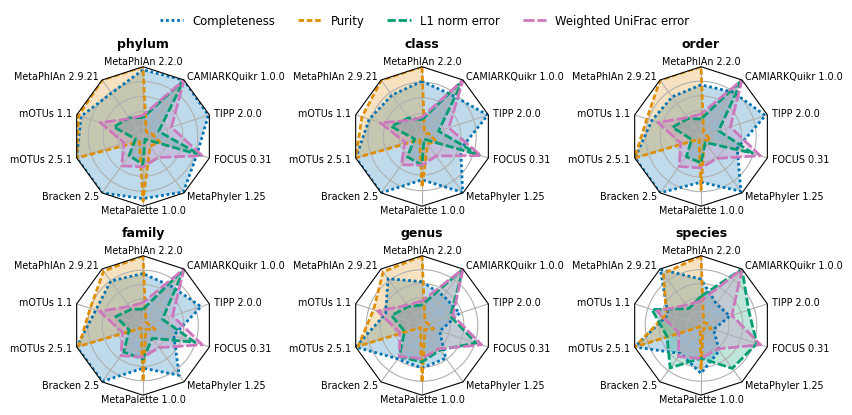 Completeness Purity L1 norm error Weighted UniFrac error
phylum class order
MetaPhlAn 2.2.0 MetaPhlAn 2.2.0 MetaPhlAn 2.2.0
MetaPhlAn 2.9.21 CAMIARKQuikr 1.0.0 MetaPhlAn 2.9.21 CAMIARKQuikr 1.0.0 MetaPhlAn 2.9.21 CAMIARKQuikr 1.0.0
mOTUs 1.1 TIPP 2.0.0 mOTUs 1.1 TIPP 2.0.0 mOTUs 1.1 TIPP 2.0.0
mOTUs 2.5.1 FOCUS 0.31 mOTUs 2.5.1 FOCUS 0.31 mOTUs 2.5.1 FOCUS 0.31
Bracken 2.5 MetaPhyler 1.25 Bracken 2.5 MetaPhyler 1.25 Bracken 2.5 MetaPhyler 1.25
MetaPalette 1.0.0 MetaPalette 1.0.0 MetaPalette 1.0.0
family genus species
MetaPhlAn 2.2.0 MetaPhlAn 2.2.0 MetaPhlAn 2.2.0
MetaPhlAn 2.9.21 CAMIARKQuikr 1.0.0 MetaPhlAn 2.9.21 CAMIARKQuikr 1.0.0 MetaPhlAn 2.9.21 CAMIARKQuikr 1.0.0
mOTUs 1.1 TIPP 2.0.0 mOTUs 1.1 TIPP 2.0.0 mOTUs 1.1 TIPP 2.0.0
mOTUs 2.5.1 FOCUS 0.31 mOTUs 2.5.1 FOCUS 0.31 mOTUs 2.5.1 FOCUS 0.31
Bracken 2.5 MetaPhyler 1.25 Bracken 2.5 MetaPhyler 1.25 Bracken 2.5 MetaPhyler 1.25
MetaPalette 1.0.0 MetaPalette 1.0.0 MetaPalette 1.0.0